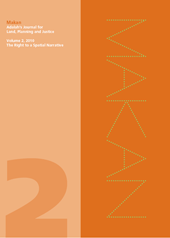 Makan
Adalah's Journal for
Land, Planning and Justice
Volume 2, 2010
The Right to a Spatial Narrative
MAKAN
2